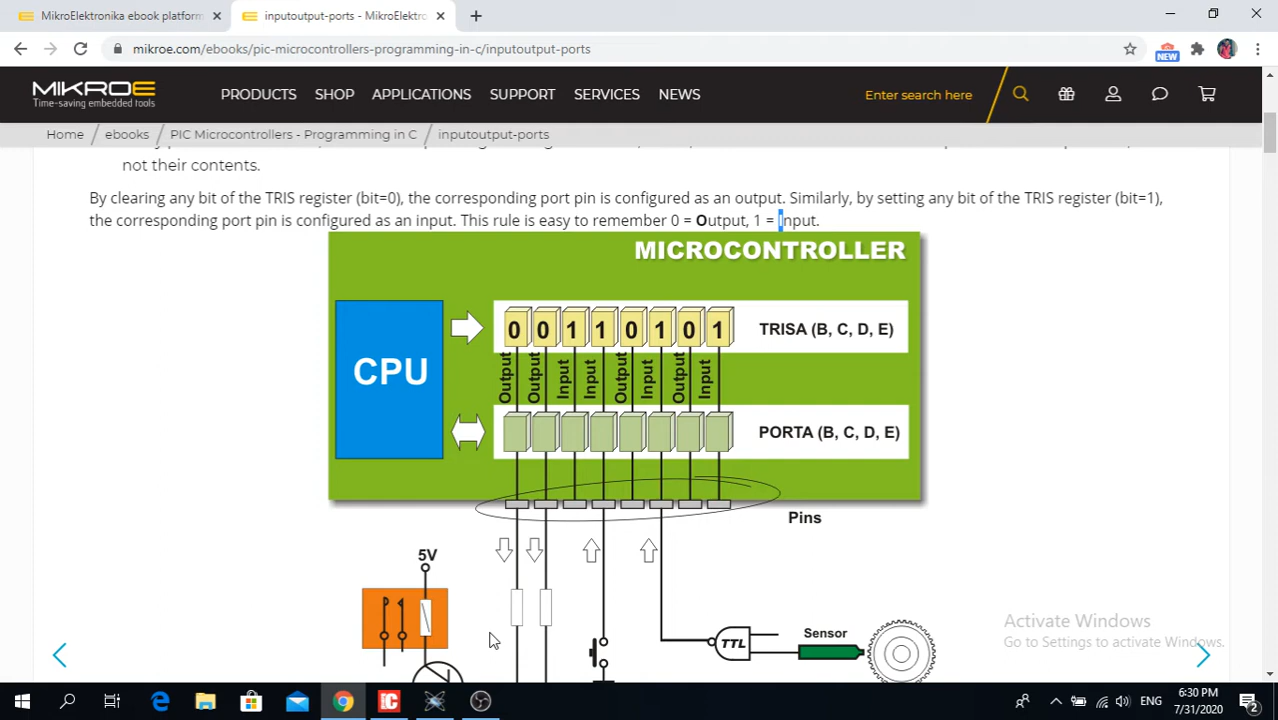 MikroElektronika ebook platform
inputoutput-ports - MikroElektro
mikroe.com/ebooks/pic-microcontrollers-programming-in-c/inputoutput-ports
NEW
MIKROE
Time-saving embedded tools
PRODUCTS SHOP APPLICATIONS SUPPORT SERVICES NEWS Enter search here
Home ebooks PIC Microcontrollers - Programming in C inputoutput-ports
not their contents.
By clearing any bit of the TRIS register (bit=0), the corresponding port pin is configured as an output. Similarly, by setting any bit of the TRIS register (bit=1),
the corresponding port pin is configured as an input. This rule is easy to remember 0 = Output, 1 = Input.
MICROCONTROLLER
CPU
0 0 1 1 0 1 0 1 TRISA (B, C, D, E)
Output Output Input Input Output Input Output Input
PORTA (B, C, D, E)
Pins
5V
TTL
Sensor
Activate Windows
Go to Settings to activate Windows.
iC
ENG
6:30 PM
7/31/2020
2